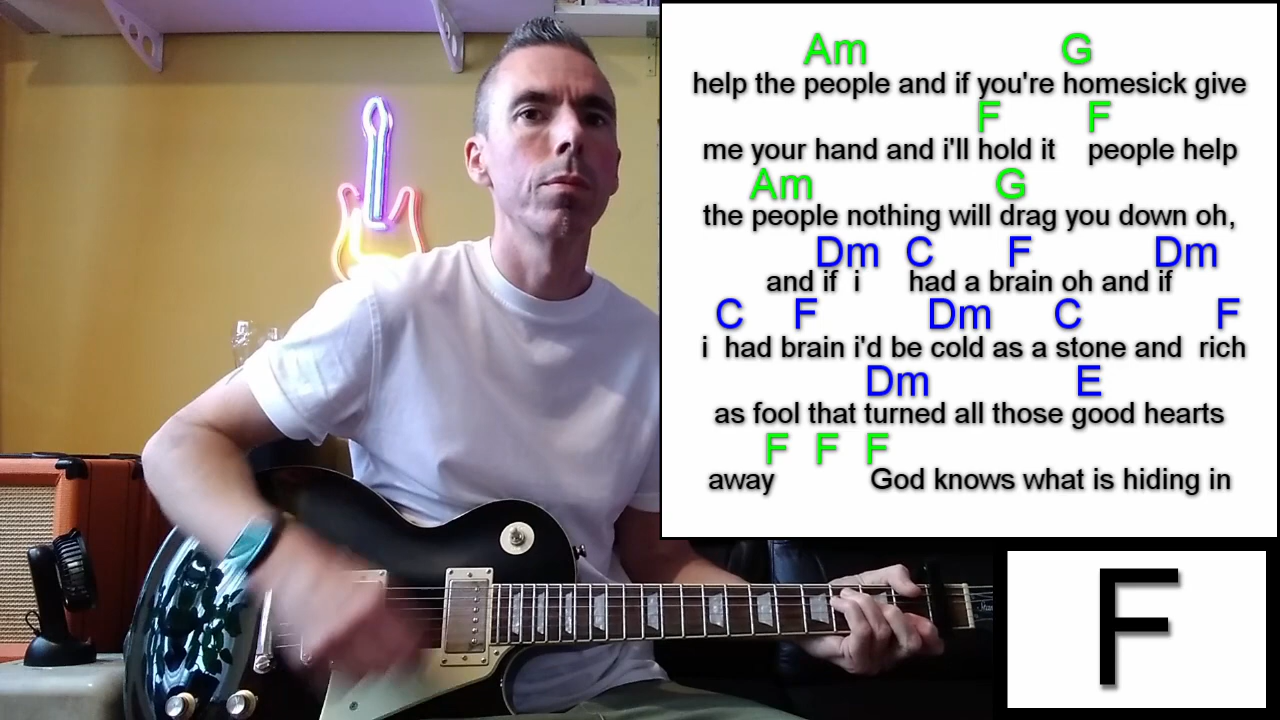 Am G
help the people and if you're homesick give
F F
me your hand and i'll hold it people help
Am G
the people nothing will drag you down oh,
Dm C F Dm
and if i had a brain oh and if
C F Dm C F
i had brain i'd be cold as a stone and rich
Dm E
as fool that turned all those good hearts
F F F
away God knows what is hiding in
F